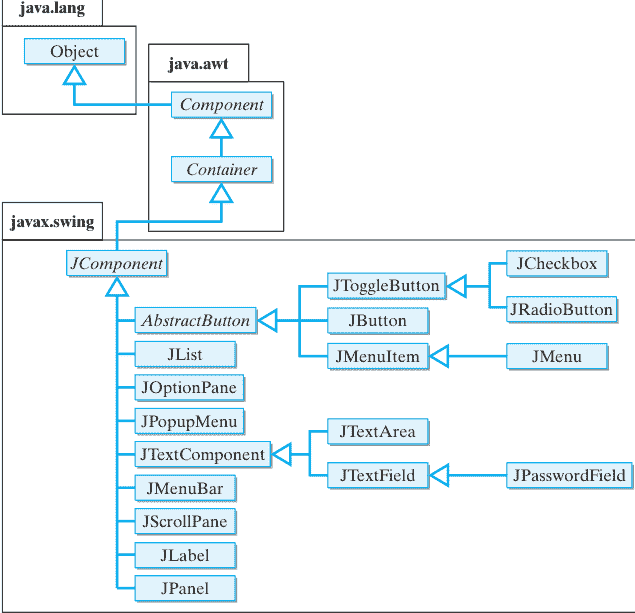 java.lang
Object
java.awt
Component
Container
javax.swing
JComponent
AbstractButton
JToggleButton
JCheckbox
JRadioButton
JButton
JMenuItem
JMenu
JList
JOptionPane
JPopupMenu
JTextComponent
JTextArea
JTextField
JPasswordField
JMenuBar
JScrollPane
JLabel
JPanel